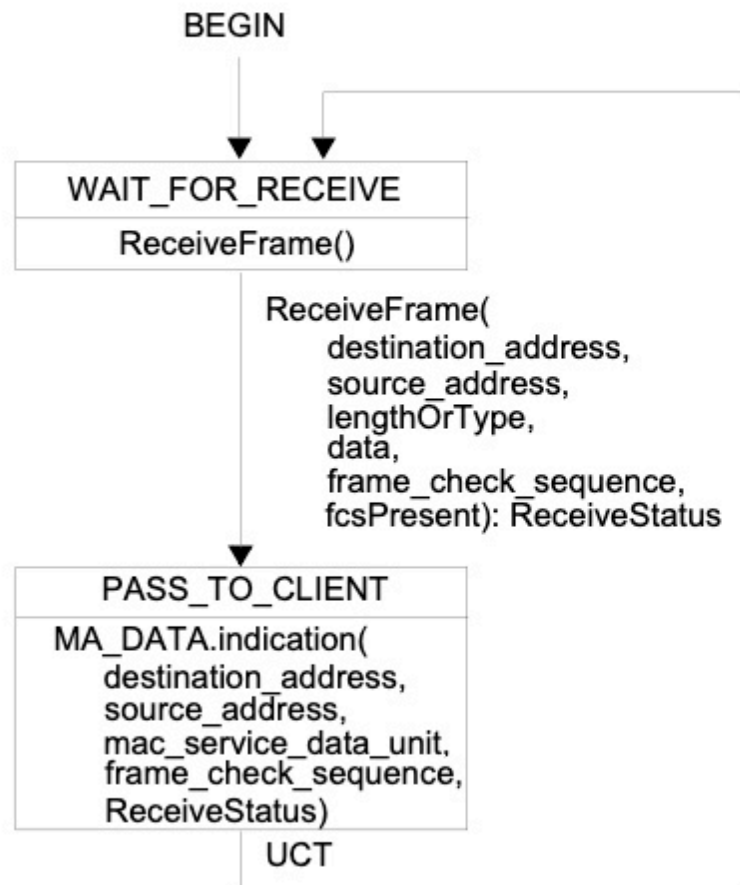 BEGIN
WAIT_FOR_RECEIVE
ReceiveFrame()
ReceiveFrame(
destination_address,
source_address,
lengthOrType,
data,
frame_check_sequence,
fcsPresent): ReceiveStatus
PASS_TO_CLIENT
MA_DATA.indication(
destination_address,
source_address,
mac_service_data_unit,
frame_check_sequence,
ReceiveStatus)
UCT